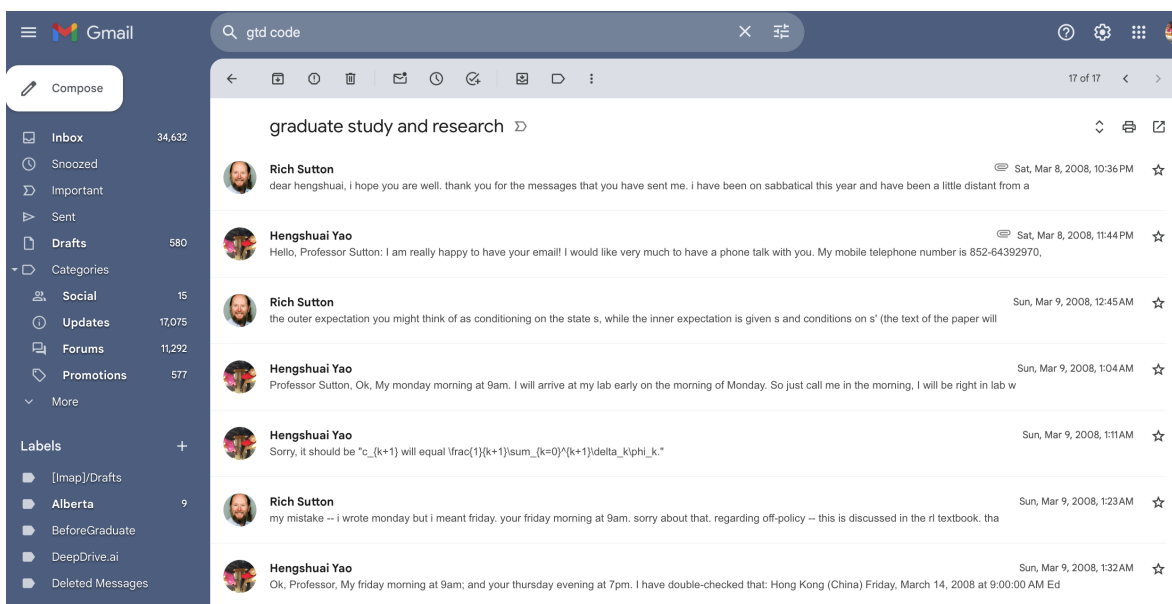 Gmail
gtd code
Compose
17 of 17
Inbox 34,632
Snoozed
Important
Sent
Drafts 580
Categories
Social 15
Updates 17,075
Forums 11,292
Promotions 577
More
Labels
[Imap]/Drafts
Alberta 9
BeforeGraduate
DeepDrive.ai
Deleted Messages
graduate study and research
Rich Sutton Sat, Mar 8, 2008, 10:36 PM
dear hengshuai, i hope you are well. thank you for the messages that you have sent me. i have been on sabbatical this year and have been a little distant from a
Hengshuai Yao Sat, Mar 8, 2008, 11:44 PM
Hello, Professor Sutton: I am really happy to have your email! I would like very much to have a phone talk with you. My mobile telephone number is 852-64392970,
Rich Sutton Sun, Mar 9, 2008, 12:45 AM
the outer expectation you might think of as conditioning on the state s, while the inner expectation is given s and conditions on s' (the text of the paper will
Hengshuai Yao Sun, Mar 9, 2008, 1:04 AM
Professor Sutton, Ok, My monday morning at 9am. I will arrive at my lab early on the morning of Monday. So just call me in the morning, I will be right in lab w
Hengshuai Yao Sun, Mar 9, 2008, 1:11 AM
Sorry, it should be "c_{k+1} will equal \frac{1}{k+1}\sum_{k=0}^{k+1}\delta_k\phi_k."
Rich Sutton Sun, Mar 9, 2008, 1:23 AM
my mistake -- i wrote monday but i meant friday. your friday morning at 9am. sorry about that. regarding off-policy -- this is discussed in the rl textbook. tha
Hengshuai Yao Sun, Mar 9, 2008, 1:32 AM
Ok, Professor, My friday morning at 9am; and your thursday evening at 7pm. I have double-checked that: Hong Kong (China) Friday, March 14, 2008 at 9:00:00 AM Ed